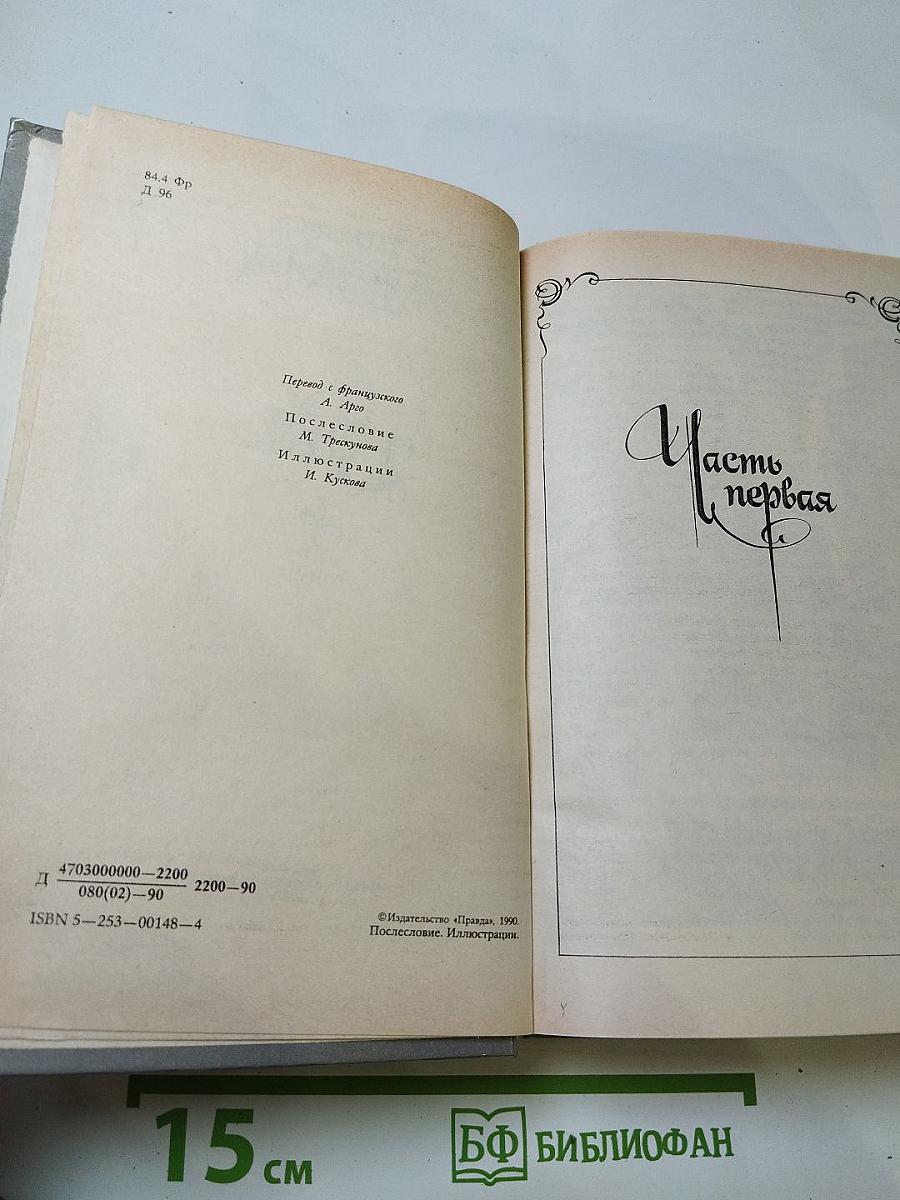 84.4 Фр
Д 96
Перевод с французского
А. Арго
Послесловие
М. Трескунова
Иллюстрации
И. Кускова
Д 4703000000—2200
080(02)—90 2200—90
ISBN 5—253—00148—4
©Издательство «Правда», 1990.
Послесловие. Иллюстрации.
Часть
первая
15 см
БФ БИБЛИОФАН